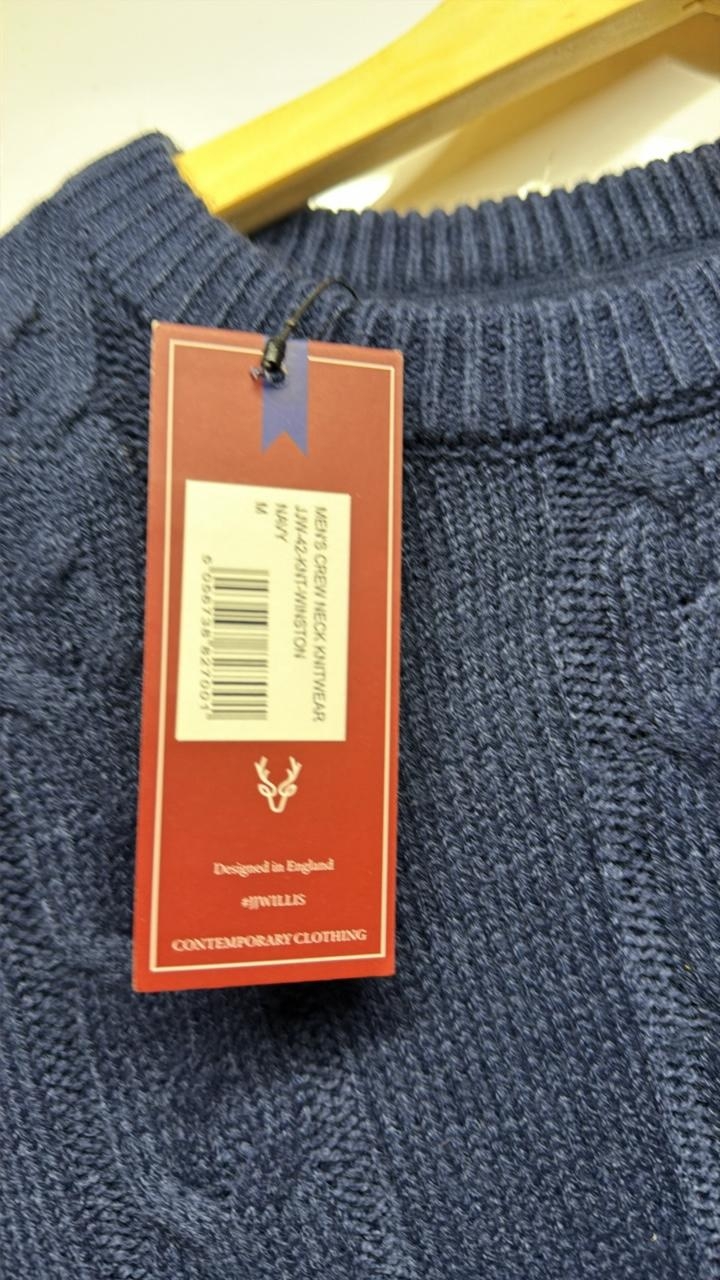 MEN'S CREW NECK KNITWEAR
JJW-42-KNT-WINSTON
NAVY
M
5 056738 827001
Designed in England
#JJWILLIS
CONTEMPORARY CLOTHING